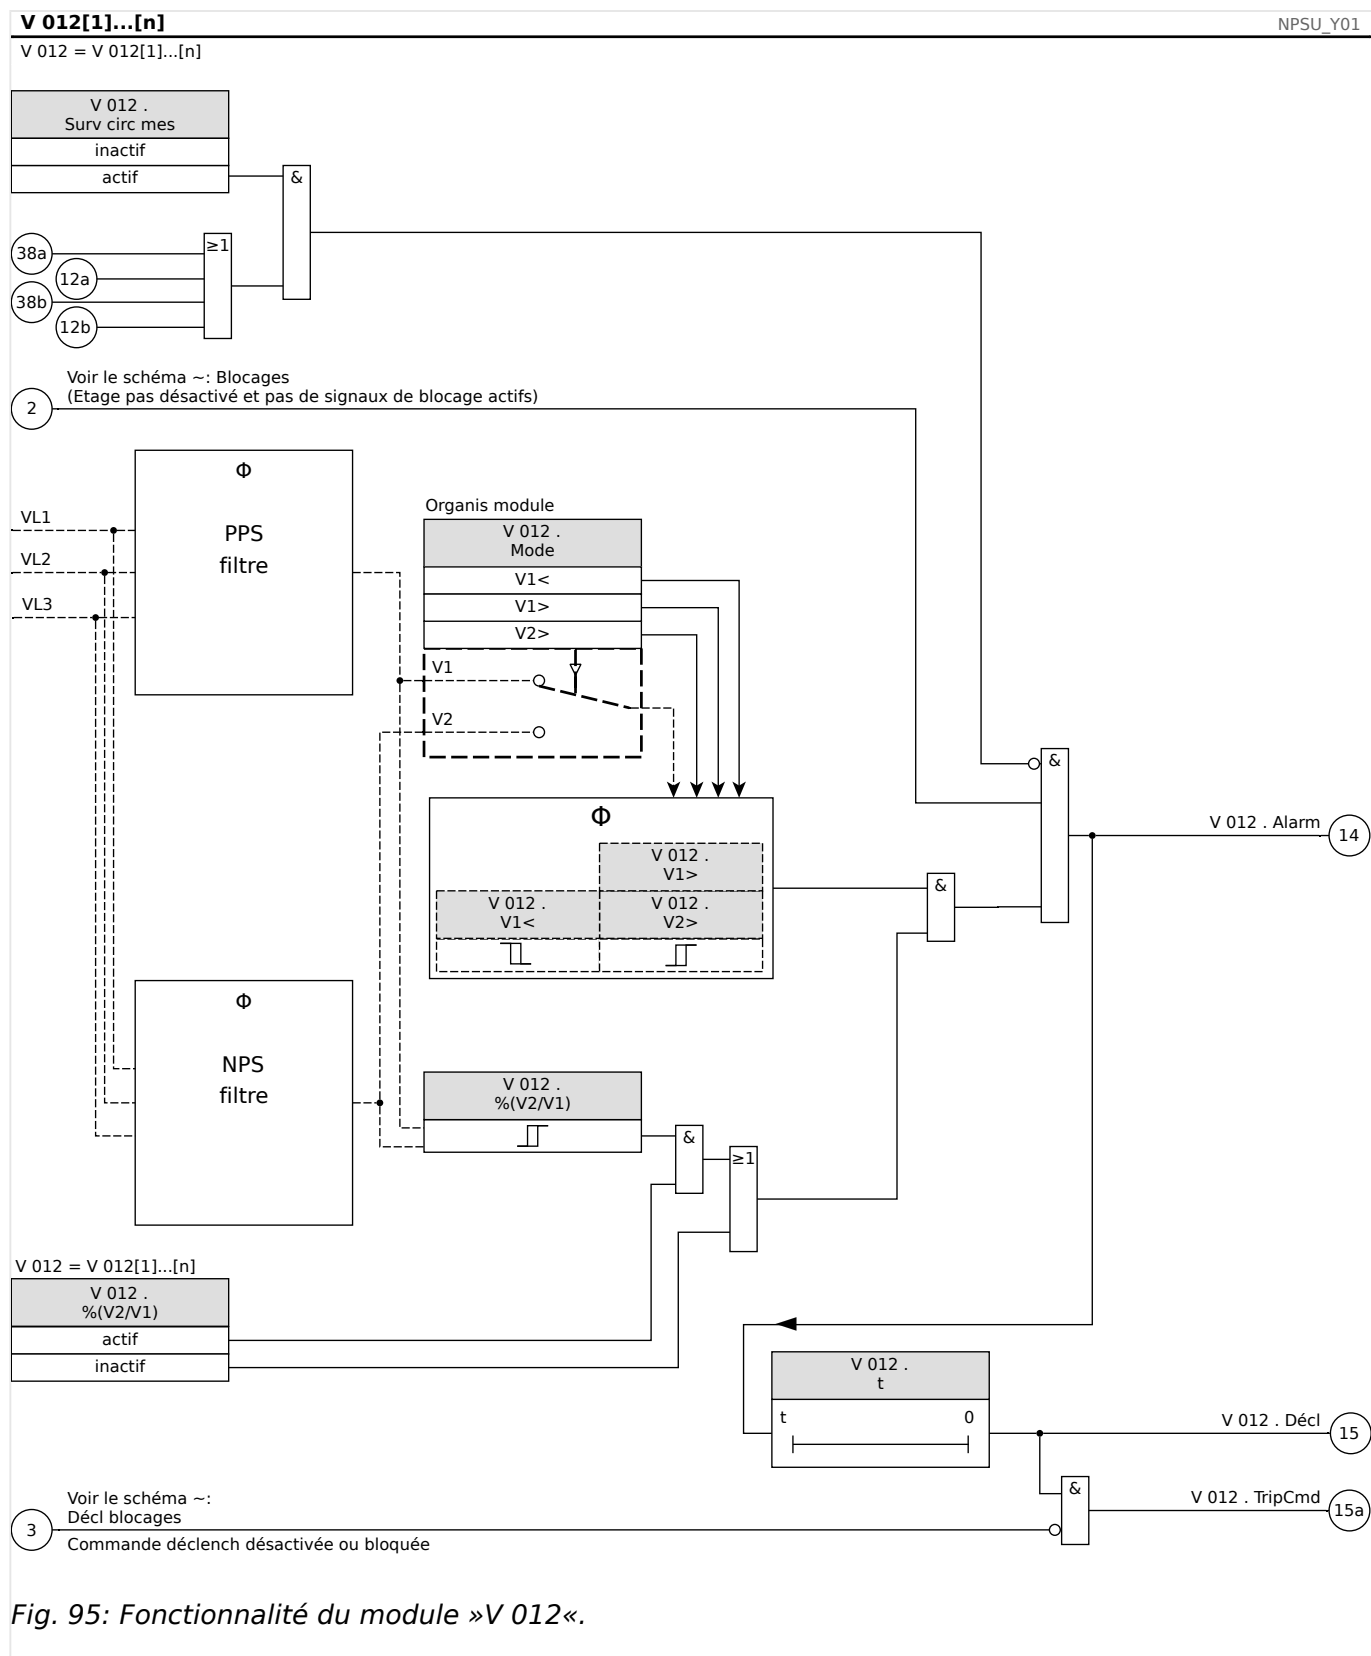 V 012[1]...[n]
NPSU_Y01
V 012 = V 012[1]...[n]
V 012 .
Surv circ mes
inactif
actif
&
≥1
38a
12a
38b
12b
Voir le schéma ~: Blocages
(Etage pas désactivé et pas de signaux de blocage actifs)
2
Φ
PPS
filtre
VL1
VL2
VL3
Organis module
V 012 .
Mode
V1<
V1>
V2>
V1
V2
&
Φ
V 012 .
V1>
V 012 .
V1<
V 012 .
V2>
&
V 012 . Alarm
14
Φ
NPS
filtre
V 012 .
%(V2/V1)
&
≥1
V 012 = V 012[1]...[n]
V 012 .
%(V2/V1)
actif
inactif
V 012 .
t
t
0
V 012 . Décl
15
&
V 012 . TripCmd
15a
Voir le schéma ~:
Décl blocages
3
Commande déclench désactivée ou bloquée
Fig. 95: Fonctionnalité du module »V 012«.